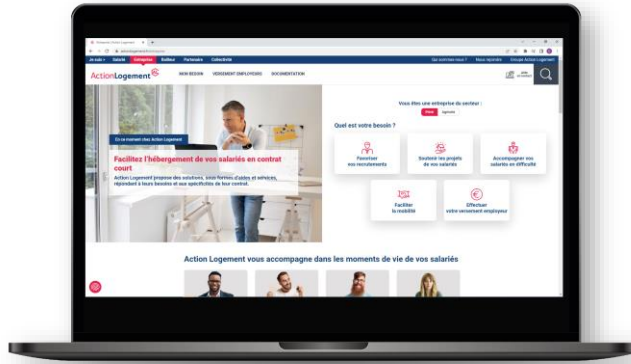 Je suis > Salarié Entreprise Bailleur Partenaire Collectivité
Qui sommes-nous ? Nous rejoindre Groupe Action Logement
ActionLogement
MON BESOIN VERSEMENT EMPLOYEURS DOCUMENTATION
En ce moment chez Action Logement
Facilitez l'hébergement de vos salariés en contrat
court
Action Logement propose des solutions, sous formes d'aides et services,
répondant à leurs besoins et aux spécificités de leur contrat.
Vous êtes une entreprise du secteur :
Privé Agricole
Quel est votre besoin ?
Favoriser
vos recrutements
Soutenir les projets
de vos salariés
Accompagner vos
salariés en difficulté
Faciliter
la mobilité
Effectuer
votre versement employeur
Action Logement vous accompagne dans les moments de vie de vos salariés